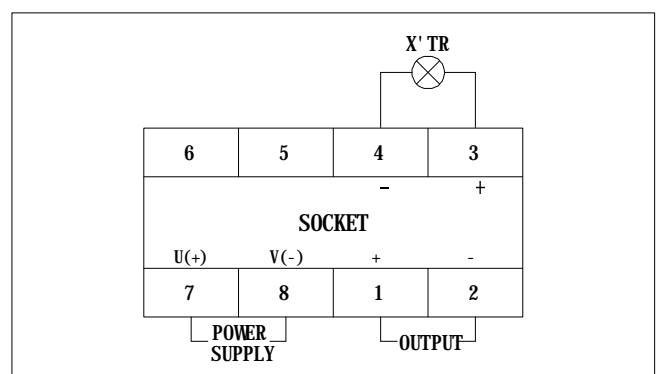 X'TR
6 5 4 3
- +
SOCKET
U(+) V(-) + -
7 8 1 2
POWER
SUPPLY
OUTPUT